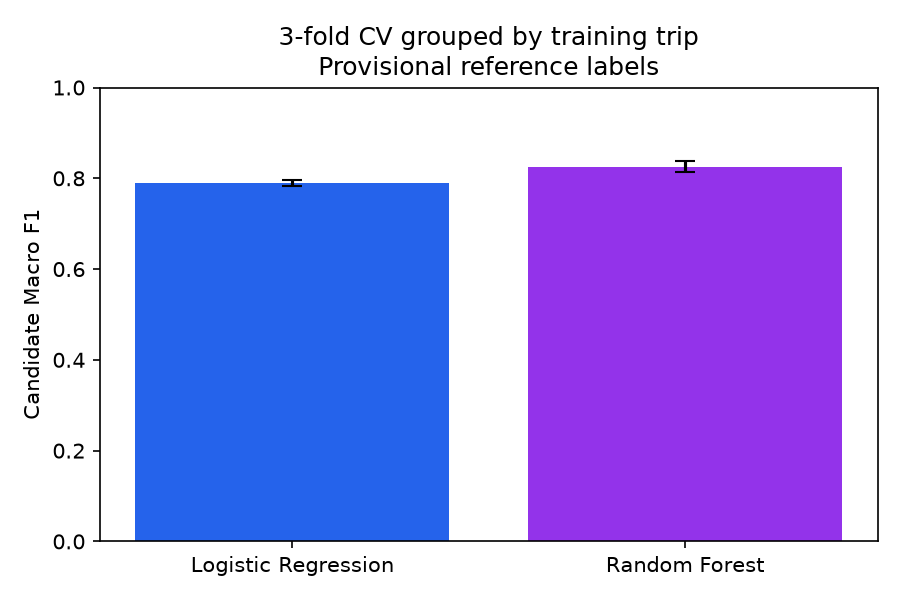 3-fold CV grouped by training trip
Provisional reference labels
Candidate Macro F1
1.0
0.8
0.6
0.4
0.2
0.0
Logistic Regression
Random Forest